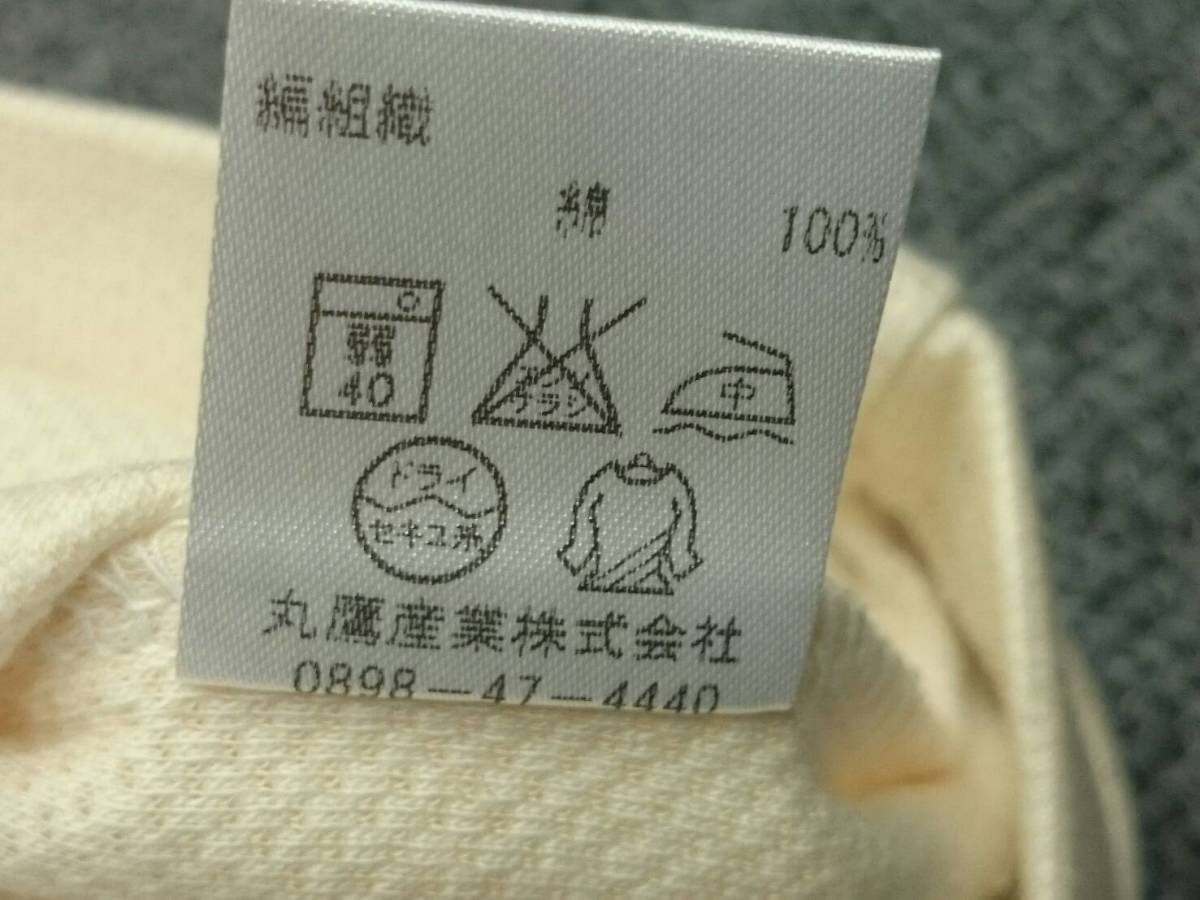 編組織
綿 100%
弱
40
エンソ
サラシ
中
ドライ
セキユ系
丸鷹産業株式会社
0898-47-4440